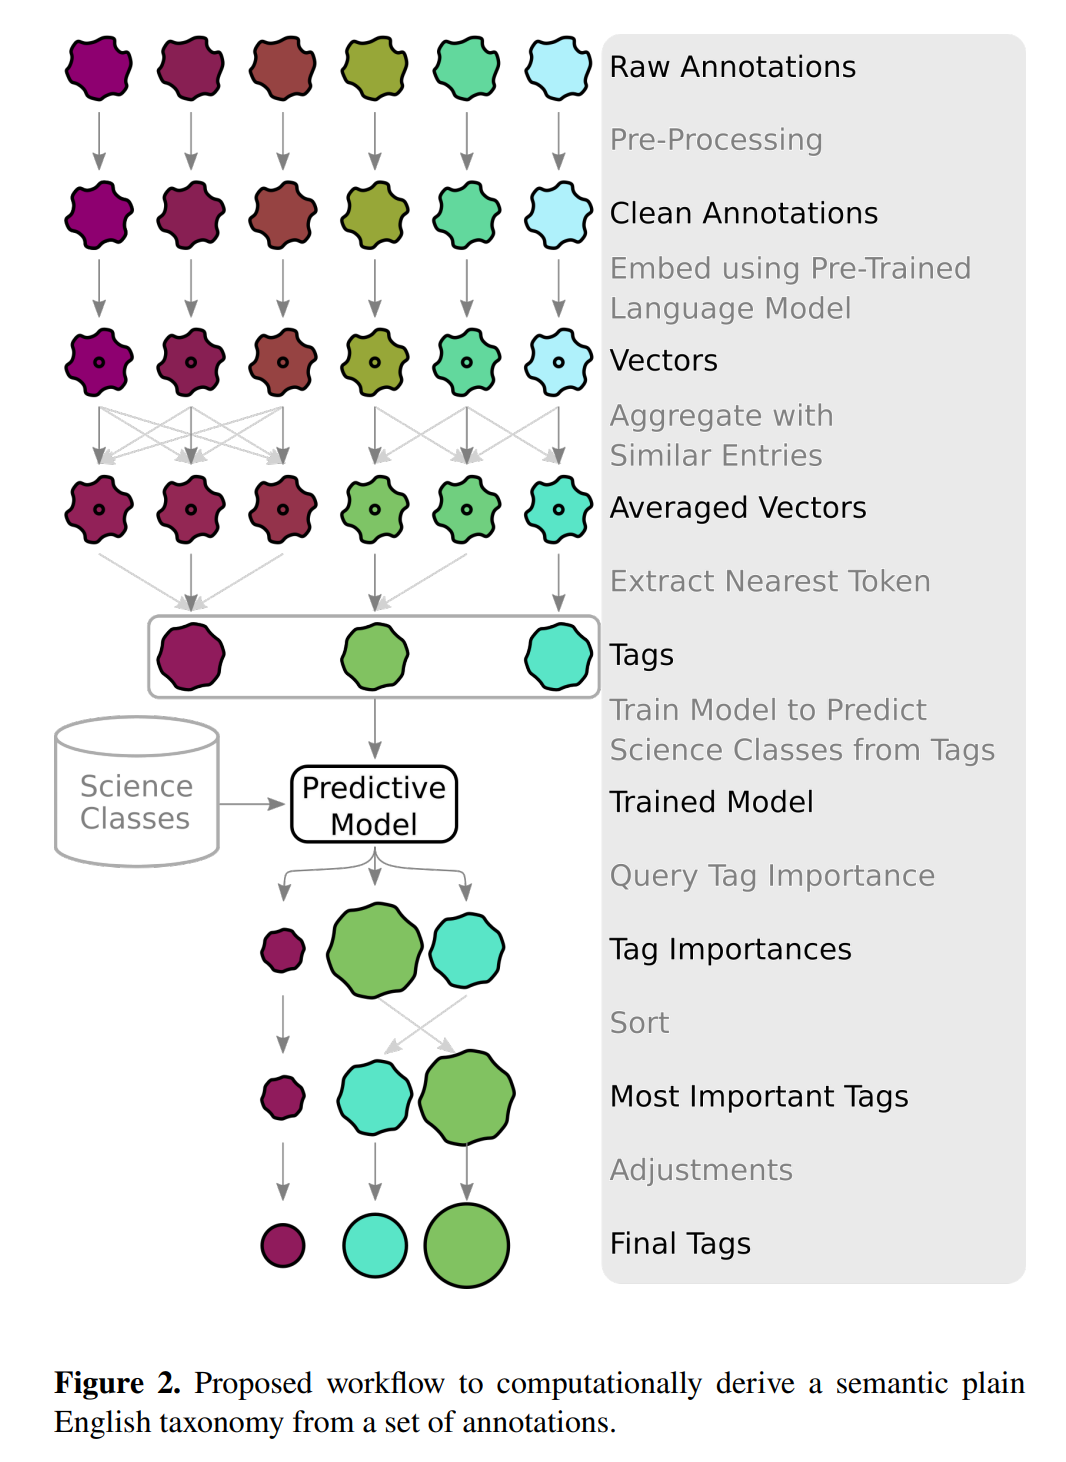 Raw Annotations
Pre-Processing
Clean Annotations
Embed using Pre-Trained
Language Model
Vectors
Aggregate with
Similar Entries
Averaged Vectors
Extract Nearest Token
Tags
Train Model to Predict
Science Classes from Tags
Science
Classes
Predictive
Model
Trained Model
Query Tag Importance
Tag Importances
Sort
Most Important Tags
Adjustments
Final Tags
Figure 2. Proposed workflow to computationally derive a semantic plain
English taxonomy from a set of annotations.